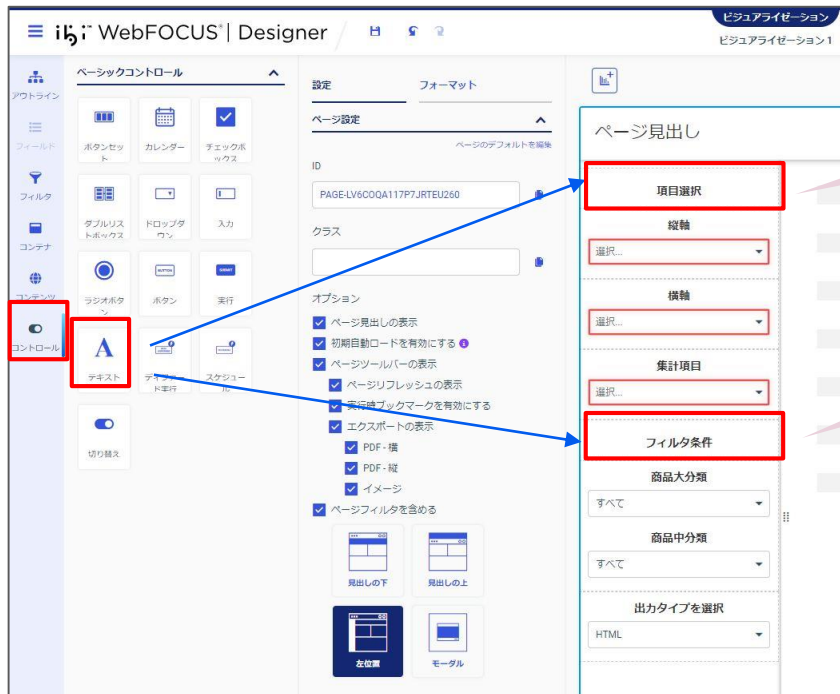 ibi™ WebFOCUS® | Designer
ビジュアライゼーション
ビジュアライゼーション 1
アウトライン
フィールド
フィルタ
コンテナ
コンテンツ
コントロール
ベーシックコントロール
ボタンセット
カレンダー
チェックボックス
ダブルリストボックス
ドロップダウン
入力
ラジオボタン
ボタン
実行
テキスト
ディファード実行
スケジュール
切り替え
設定
フォーマット
ページ設定
ページのデフォルトを編集
ID
PAGE-LV6COQA117P7JRTEU260
クラス
オプション
ページ見出しの表示
初期自動ロードを有効にする
ページツールバーの表示
ページリフレッシュの表示
実行時ブックマークを有効にする
エクスポートの表示
PDF - 横
PDF - 縦
イメージ
ページフィルタを含める
見出しの下
見出しの上
左位置
モーダル
ページ見出し
項目選択
縦軸
選択...
横軸
選択...
集計項目
選択...
フィルタ条件
商品大分類
すべて
商品中分類
すべて
出力タイプを選択
HTML